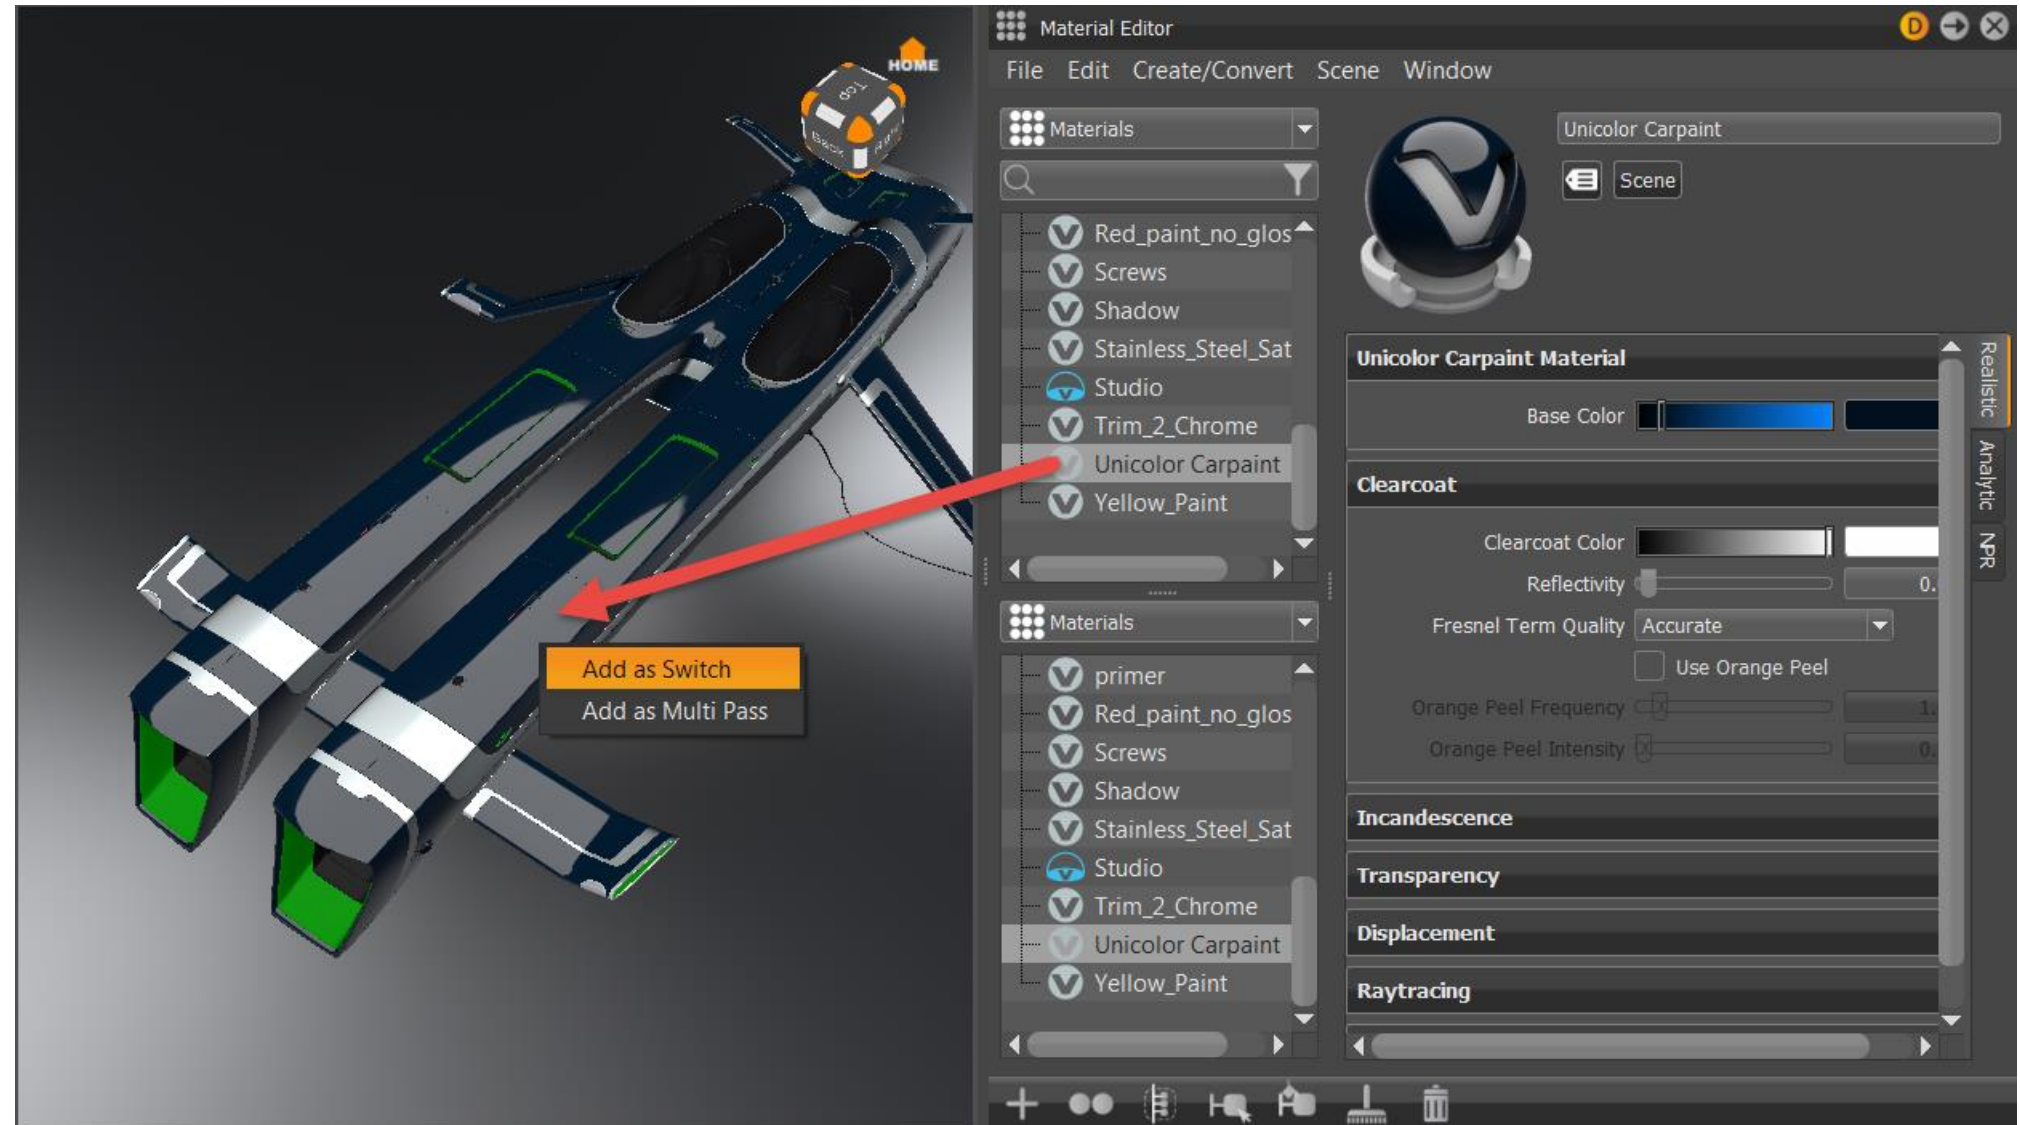 HOME
Top
Back
Add as Switch
Add as Multi Pass
Material Editor
D
File Edit Create/Convert Scene Window
Materials
Red_paint_no_glos
Screws
Shadow
Stainless_Steel_Sat
Studio
Trim_2_Chrome
Unicolor Carpaint
Yellow_Paint
Materials
primer
Red_paint_no_glos
Screws
Shadow
Stainless_Steel_Sat
Studio
Trim_2_Chrome
Unicolor Carpaint
Yellow_Paint
Unicolor Carpaint
Scene
Unicolor Carpaint Material
Base Color
Clearcoat
Clearcoat Color
Reflectivity 0.
Fresnel Term Quality Accurate
Use Orange Peel
Orange Peel Frequency 1.
Orange Peel Intensity 0.
Incandescence
Transparency
Displacement
Raytracing
Realistic
Analytic
NPR